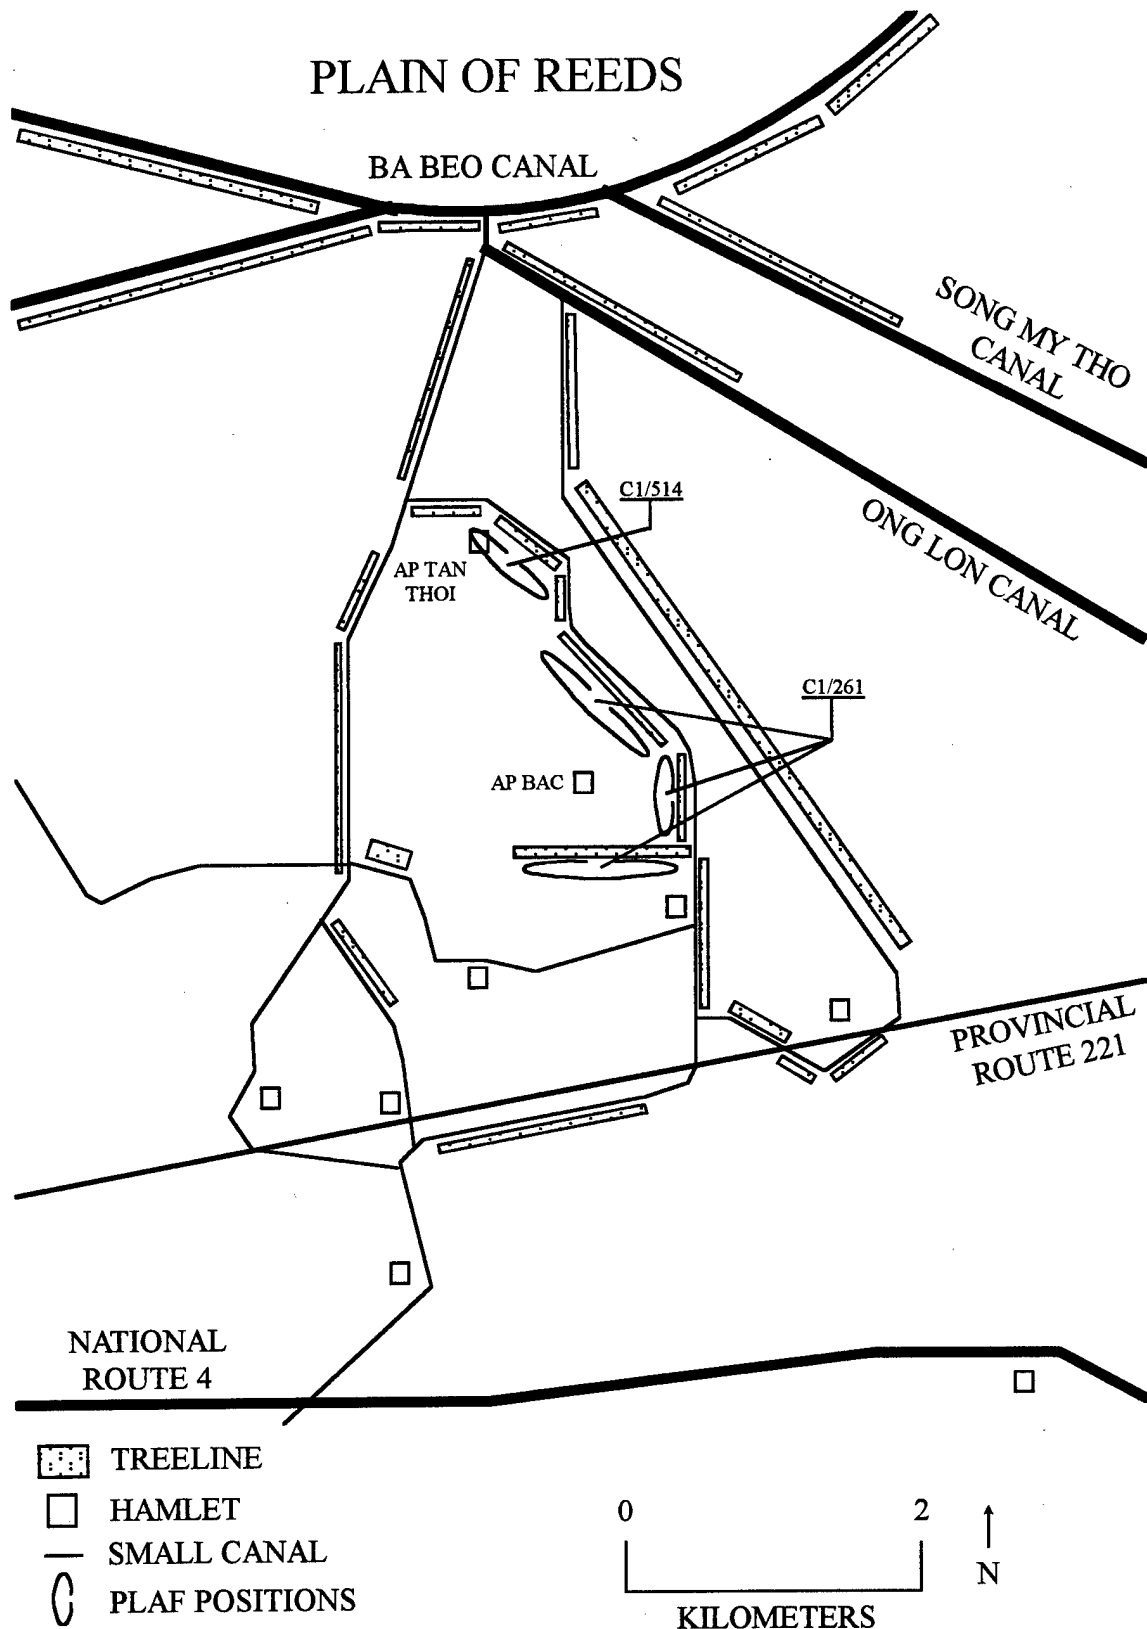 PLAIN OF REEDS
BA BEO CANAL
SONG MY THO
CANAL
ONG LON CANAL
C1/514
AP TAN
THOI
C1/261
AP BAC
PROVINCIAL
ROUTE 221
NATIONAL
ROUTE 4
TREELINE
HAMLET
SMALL CANAL
PLAF POSITIONS
0 2
N
KILOMETERS